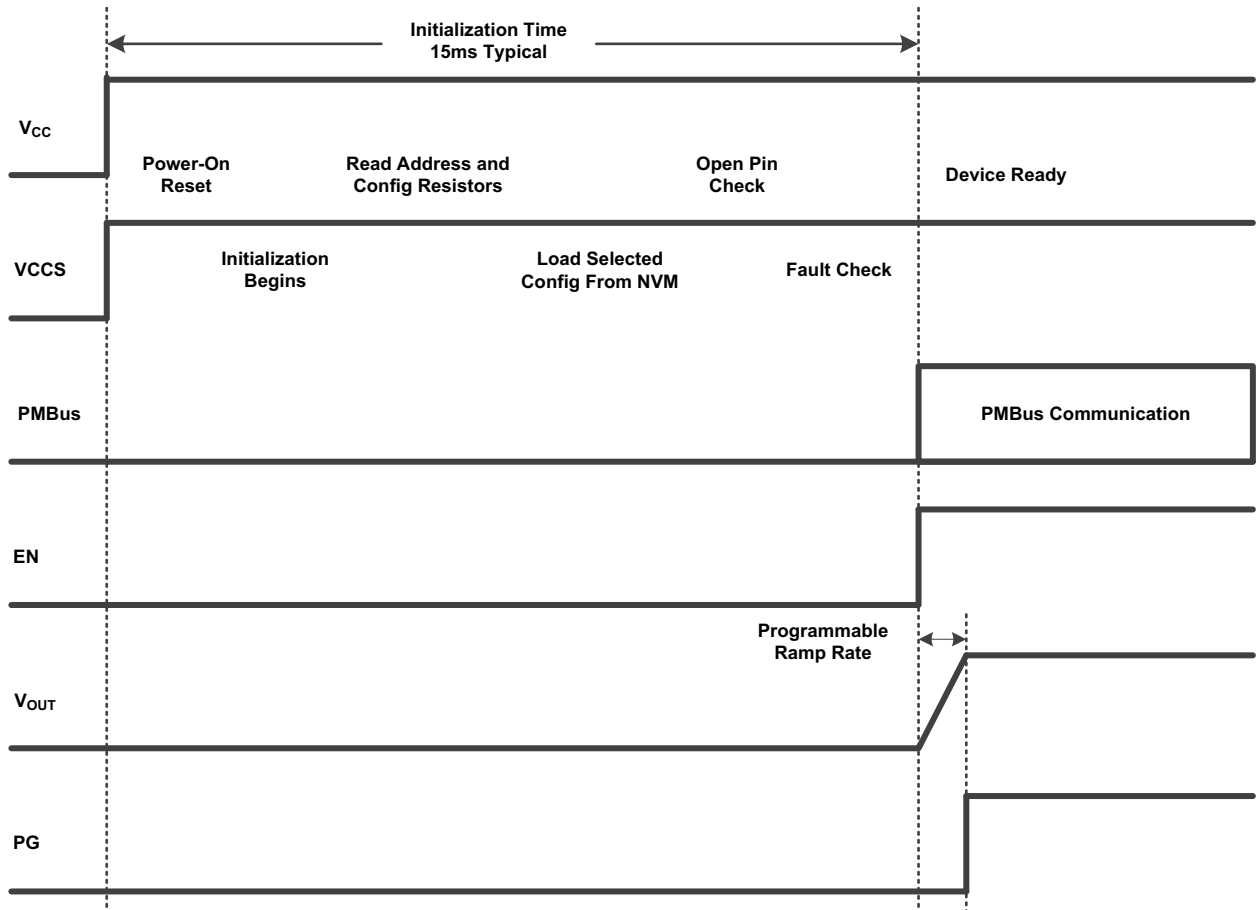 Initialization Time
15ms Typical
VCC
Power-On
Reset
Read Address and
Config Resistors
Open Pin
Check
Device Ready
VCCS
Initialization
Begins
Load Selected
Config From NVM
Fault Check
PMBus
PMBus Communication
EN
Programmable
Ramp Rate
VOUT
PG